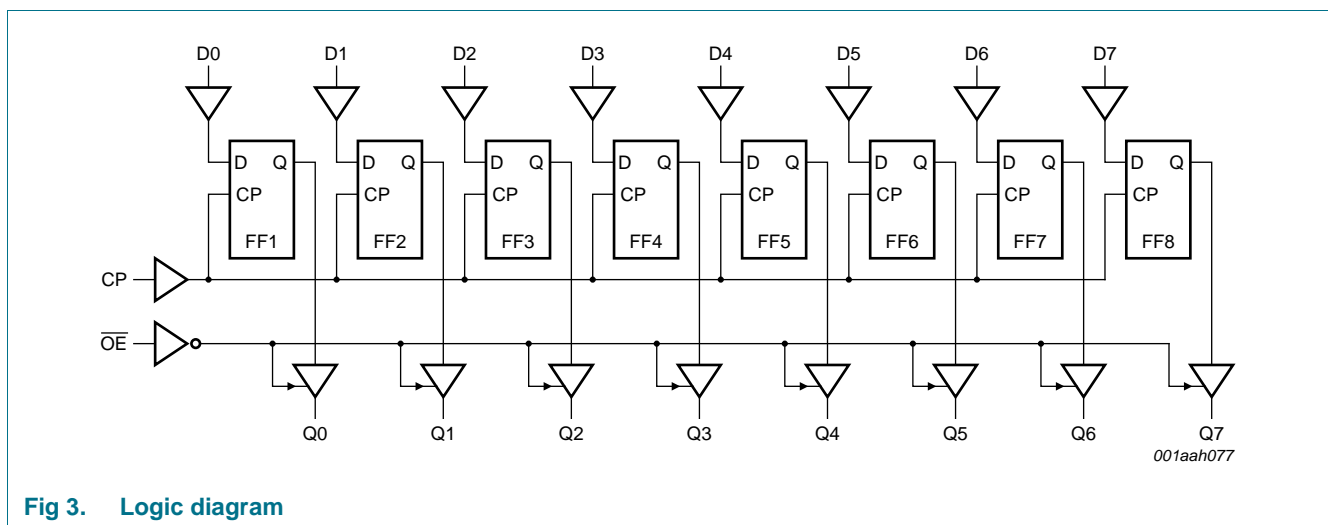 D0 D1 D2 D3 D4 D5 D6 D7
D Q D Q D Q D Q D Q D Q D Q D Q
CP CP CP CP CP CP CP CP
FF1 FF2 FF3 FF4 FF5 FF6 FF7 FF8
CP
OE
Q0 Q1 Q2 Q3 Q4 Q5 Q6 Q7
001aah077
Fig 3. Logic diagram